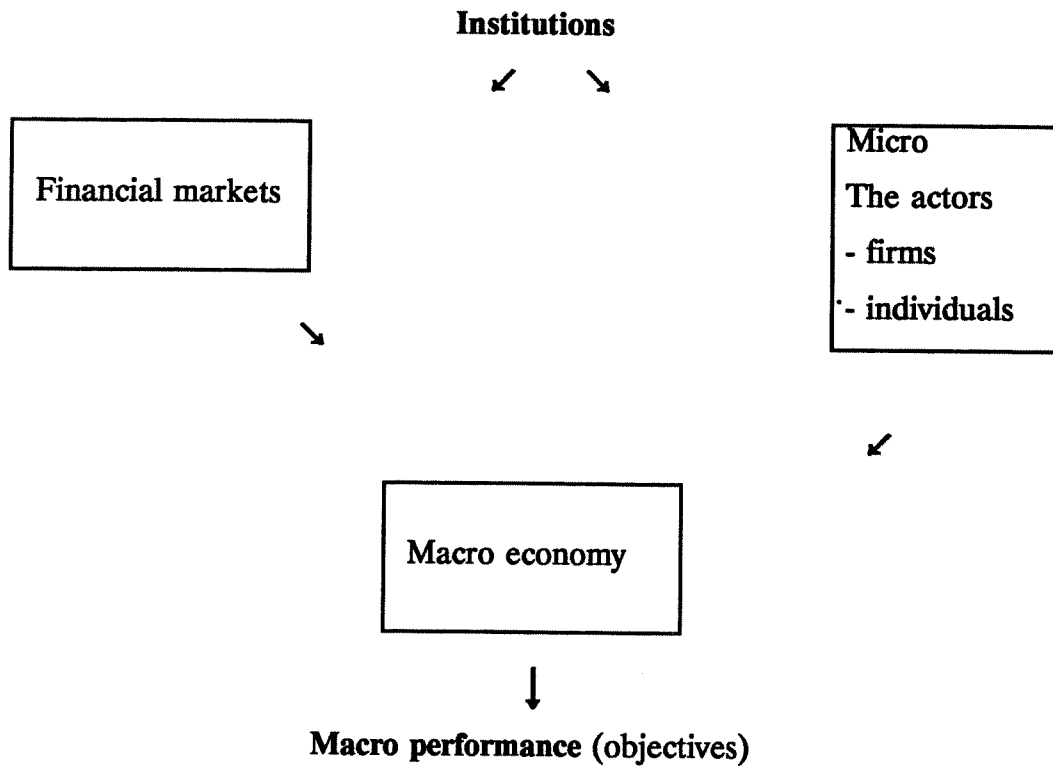 Institutions
Financial markets
Micro
The actors
- firms
- individuals
Macro economy
Macro performance (objectives)